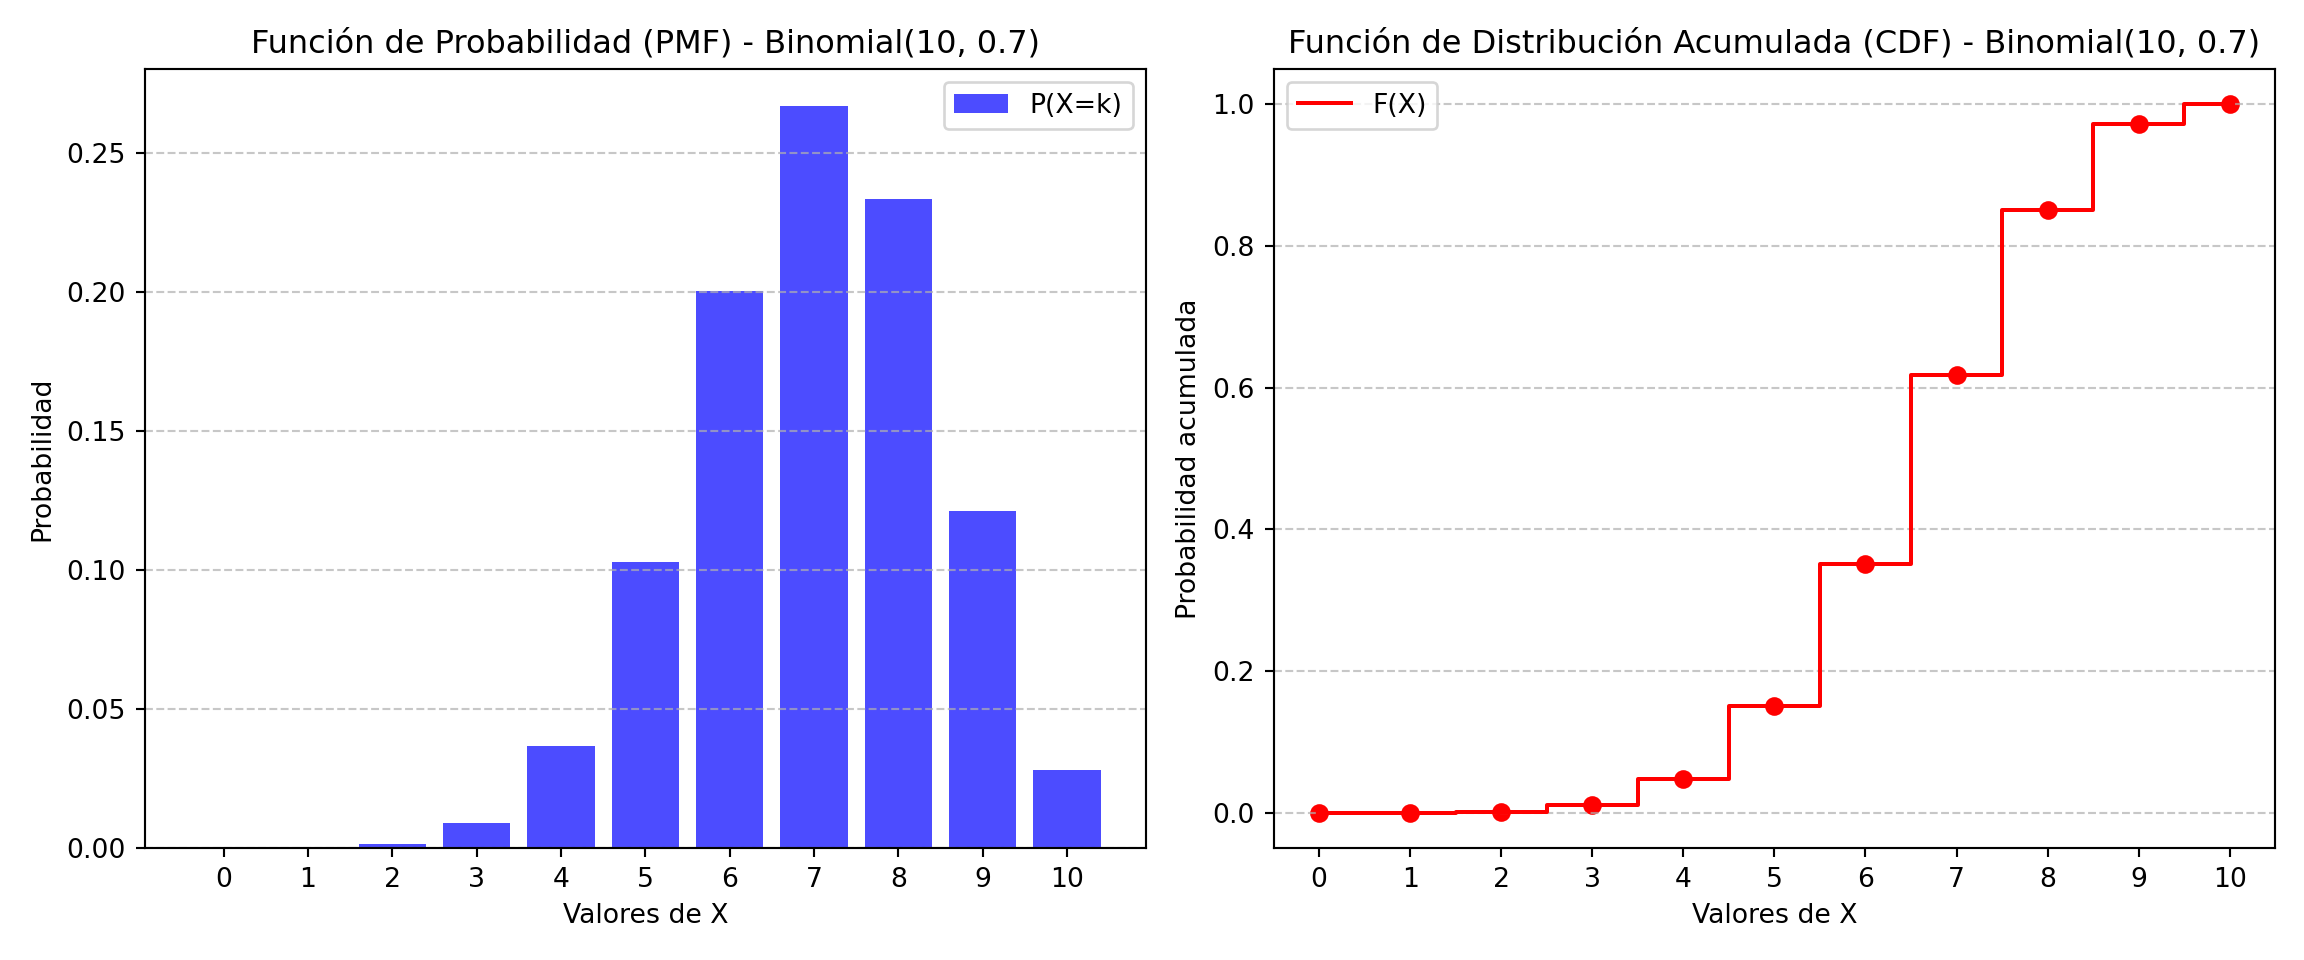 Función de Probabilidad (PMF) - Binomial(10, 0.7)
P(X=k)
0.25
0.20
0.15
0.10
0.05
0.00
Probabilidad
0 1 2 3 4 5 6 7 8 9 10
Valores de X
Función de Distribución Acumulada (CDF) - Binomial(10, 0.7)
F(X)
1.0
0.8
0.6
0.4
0.2
0.0
Probabilidad acumulada
0 1 2 3 4 5 6 7 8 9 10
Valores de X